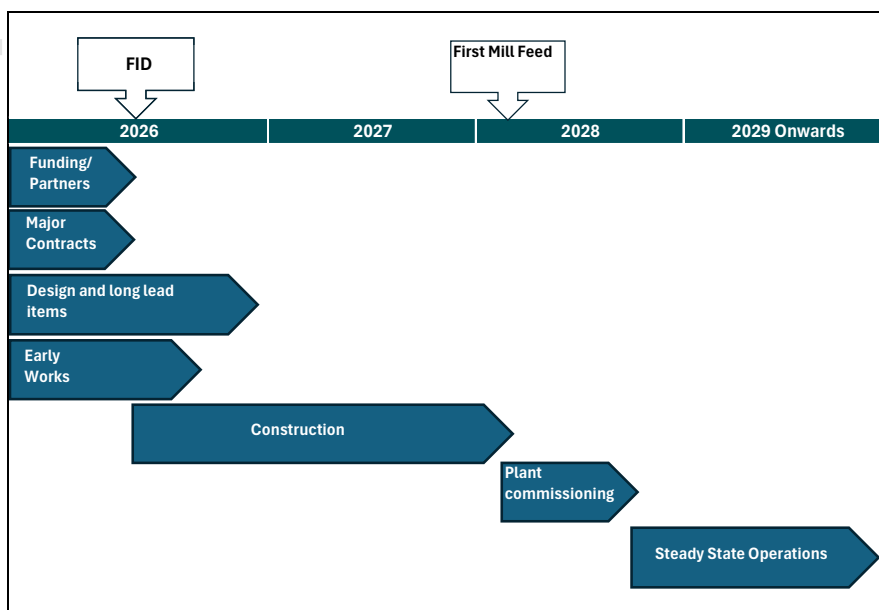 FID
First Mill Feed
2026
2027
2028
2029 Onwards
Funding/
Partners
Major
Contracts
Design and long lead
items
Early
Works
Construction
Plant
commissioning
Steady State Operations